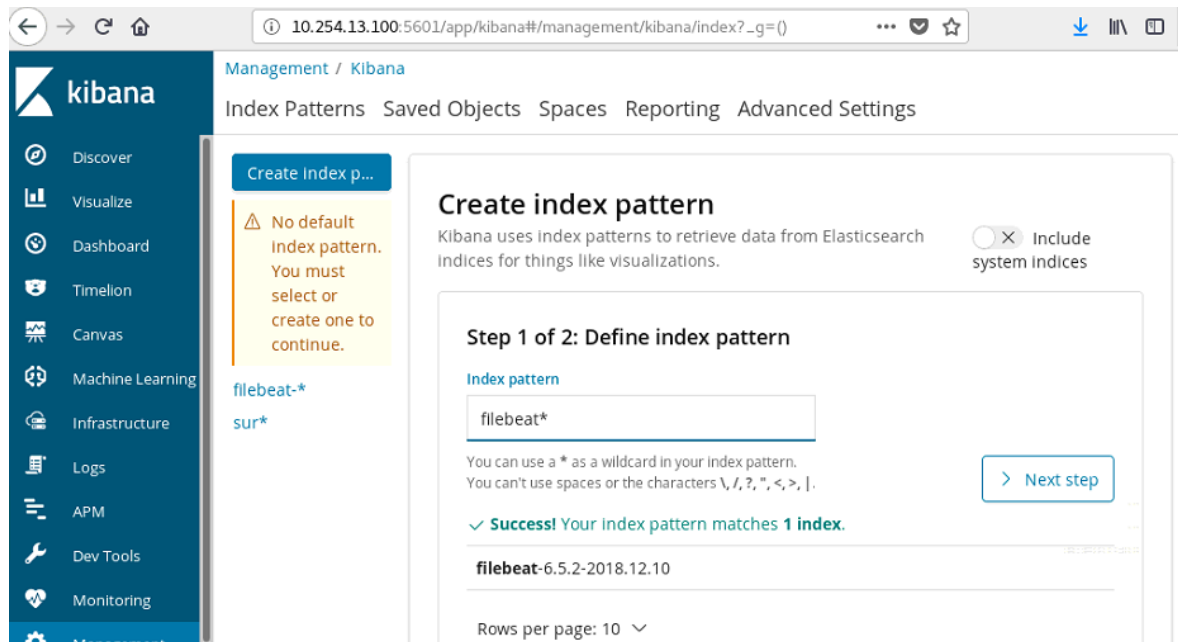 10.254.13.100:5601/app/kibana#/management/kibana/index?_g=()
kibana
Discover
Visualize
Dashboard
Timelion
Canvas
Machine Learning
Infrastructure
Logs
APM
Dev Tools
Monitoring
Management / Kibana
Index Patterns Saved Objects Spaces Reporting Advanced Settings
Create index p...
No default
index pattern.
You must
select or
create one to
continue.
filebeat-*
sur*
Create index pattern
Kibana uses index patterns to retrieve data from Elasticsearch
indices for things like visualizations.
Include
system indices
Step 1 of 2: Define index pattern
Index pattern
filebeat*
You can use a * as a wildcard in your index pattern.
You can't use spaces or the characters \, /, ?, ", <, >, |.
Next step
Success! Your index pattern matches 1 index.
filebeat-6.5.2-2018.12.10
Rows per page: 10